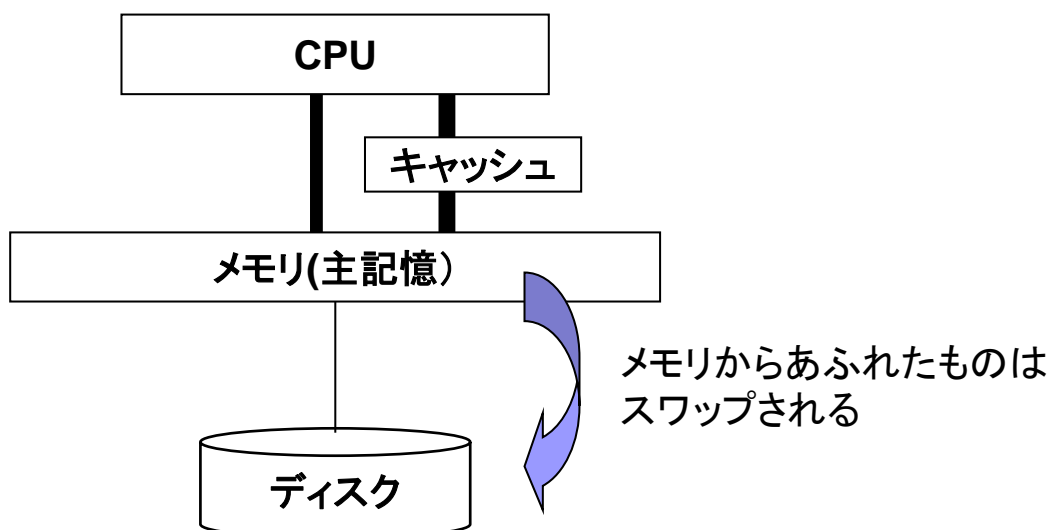 CPU
キャッシュ
メモリ(主記憶）
メモリからあふれたものは
スワップされる
ディスク